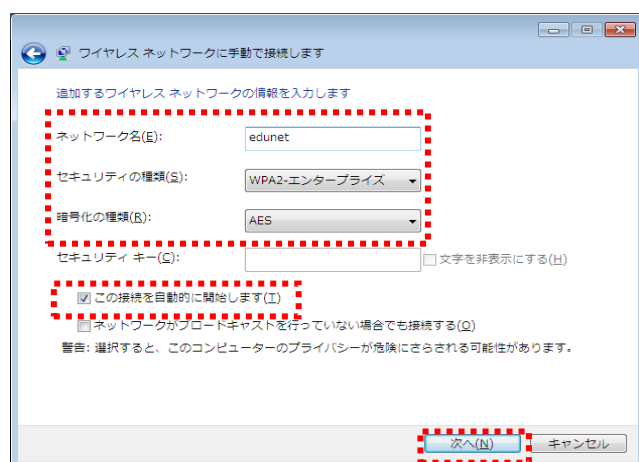 ワイヤレス ネットワークに手動で接続します
追加するワイヤレス ネットワークの情報を入力します
ネットワーク名(E): edunet
セキュリティの種類(S): WPA2-エンタープライズ
暗号化の種類(R): AES
セキュリティ キー(C): 文字を非表示にする(H)
この接続を自動的に開始します(T)
ネットワークがブロードキャストを行っていない場合でも接続する(O)
警告: 選択すると、このコンピューターのプライバシーが危険にさらされる可能性があります。
次へ(N) キャンセル